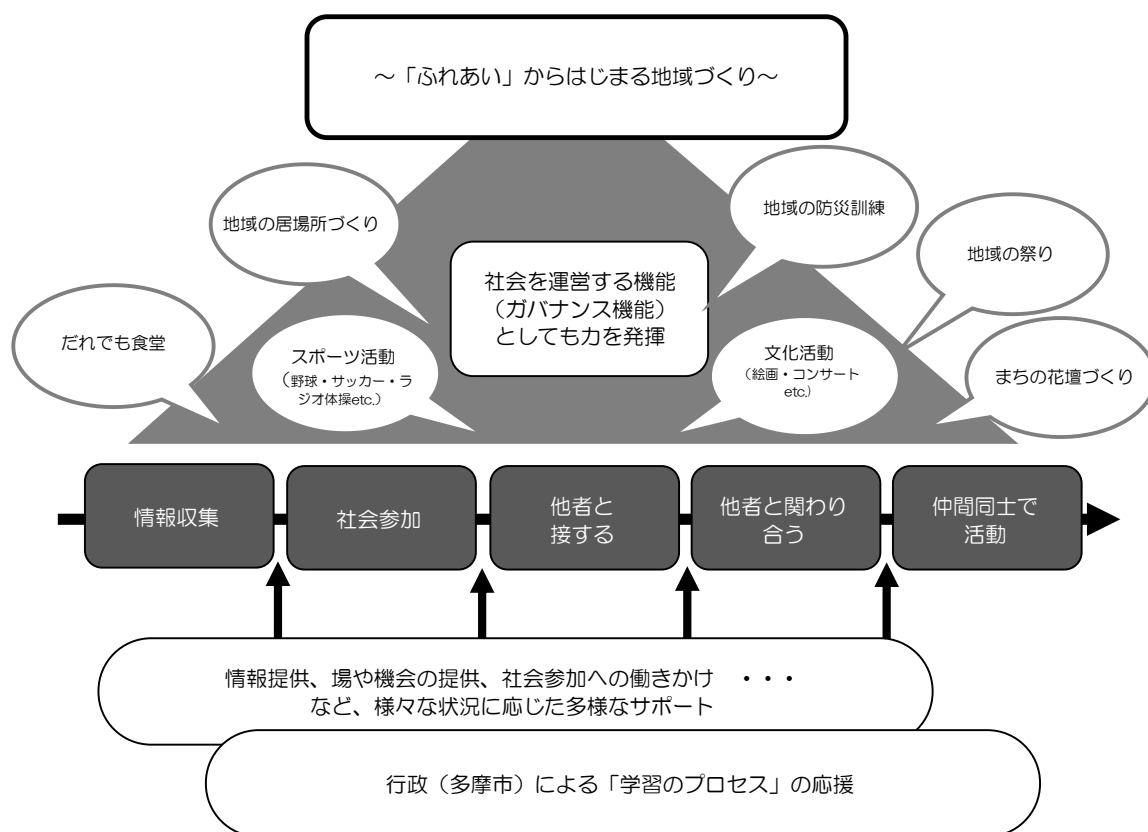 ～「ふれあい」からはじまる地域づくり～
地域の居場所づくり
地域の防災訓練
地域の祭り
社会を運営する機能
（ガバナンス機能）
としても力を発揮
だれでも食堂
スポーツ活動
（野球・サッカー・ラ
ジオ体操etc.）
文化活動
（絵画・コンサート
etc.）
まちの花壇づくり
情報収集
社会参加
他者と
接する
他者と関わり
合う
仲間同士で
活動
情報提供、場や機会の提供、社会参加への働きかけ　・・・
など、様々な状況に応じた多様なサポート
行政（多摩市）による「学習のプロセス」の応援